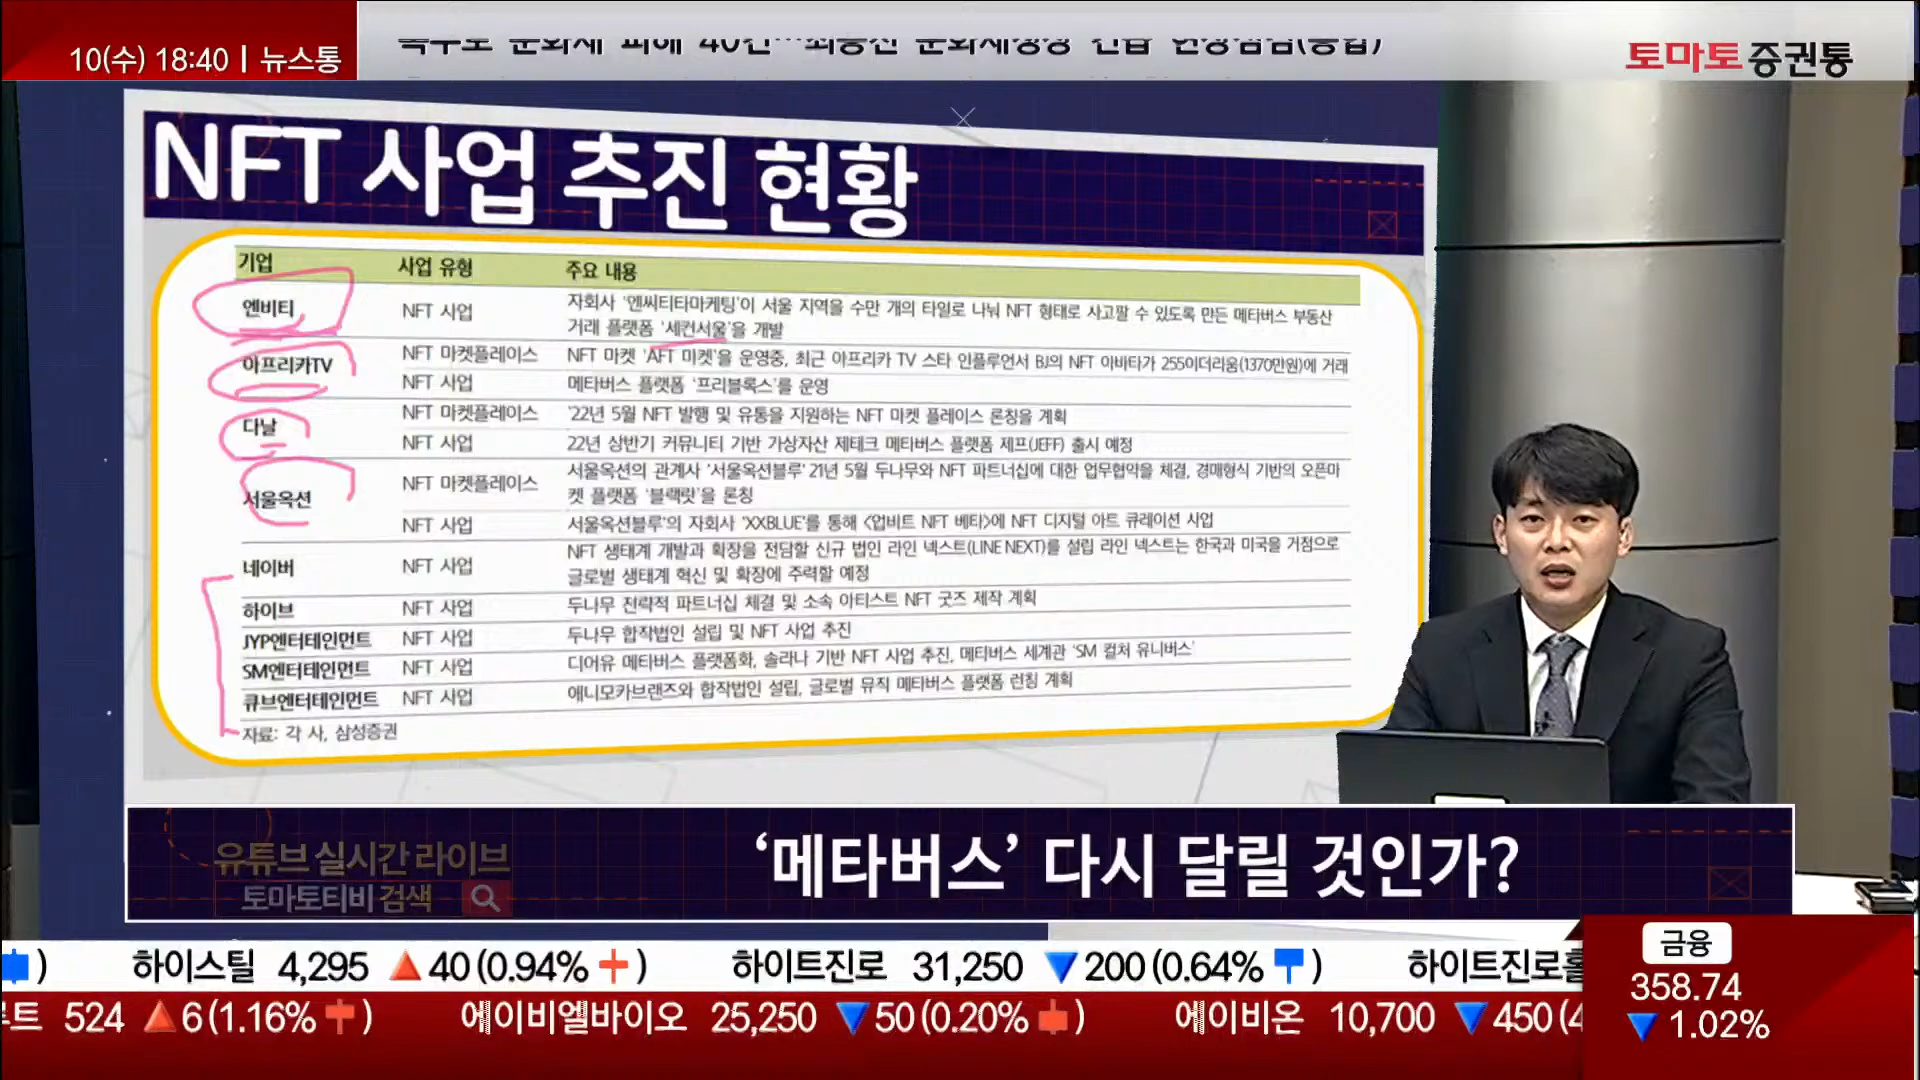 10(수) 18:40 | 뉴스통
토마토증권통
NFT 사업 추진 현황
기업 사업 유형 주요 내용
엔비티 NFT 사업 자회사 '엔씨티타마케팅'이 서울 지역을 수만 개의 타일로 나눠 NFT 형태로 사고팔 수 있도록 만든 메타버스 부동산
거래 플랫폼 '세컨서울'을 개발
아프리카TV NFT 마켓플레이스 NFT 마켓 'AFT 마켓'을 운영중, 최근 아프리카 TV 스타 인플루언서 BJ의 NFT 아바타가 255이더리움(1370만원)에 거래
NFT 사업 메타버스 플랫폼 '프리블록스'를 운영
다날 NFT 마켓플레이스 '22년 5월 NFT 발행 및 유통을 지원하는 NFT 마켓 플레이스 론칭을 계획
NFT 사업 22년 상반기 커뮤니티 기반 가상자산 제테크 메타버스 플랫폼 제프(JEFF) 출시 예정
서울옥션 NFT 마켓플레이스 서울옥션의 관계사 '서울옥션블루' 21년 5월 두나무와 NFT 파트너십에 대한 업무협약을 체결, 경매형식 기반의 오픈마
켓 플랫폼 '블랙랏'을 론칭
NFT 사업 서울옥션블루'의 자회사 'XXBLUE'를 통해 <업비트 NFT 베타>에 NFT 디지털 아트 큐레이션 사업
네이버 NFT 사업 NFT 생태계 개발과 확장을 전담할 신규 법인 라인 넥스트(LINE NEXT)를 설립 라인 넥스트는 한국과 미국을 거점으로
글로벌 생태계 혁신 및 확장에 주력할 예정
하이브 NFT 사업 두나무 전략적 파트너십 체결 및 소속 아티스트 NFT 굿즈 제작 계획
JYP엔터테인먼트 NFT 사업 두나무 합작법인 설립 및 NFT 사업 추진
SM엔터테인먼트 NFT 사업 디어유 메타버스 플랫폼화, 솔라나 기반 NFT 사업 추진, 메타버스 세계관 'SM 컬처 유니버스'
큐브엔터테인먼트 NFT 사업 애니모카브랜즈와 합작법인 설립, 글로벌 뮤직 메타버스 플랫폼 런칭 계획
자료: 각 사, 삼성증권
유튜브 실시간 라이브
토마토티비 검색
'메타버스' 다시 달릴 것인가?
) 하이스틸 4,295 ▲40(0.94%) 하이트진로 31,250 ▼200(0.64%) 하이트진로홀
금융
358.74
▼1.02%
루트 524 ▲6(1.16%) 에이비엘바이오 25,250 ▼50(0.20%) 에이비온 10,700 ▼450(4